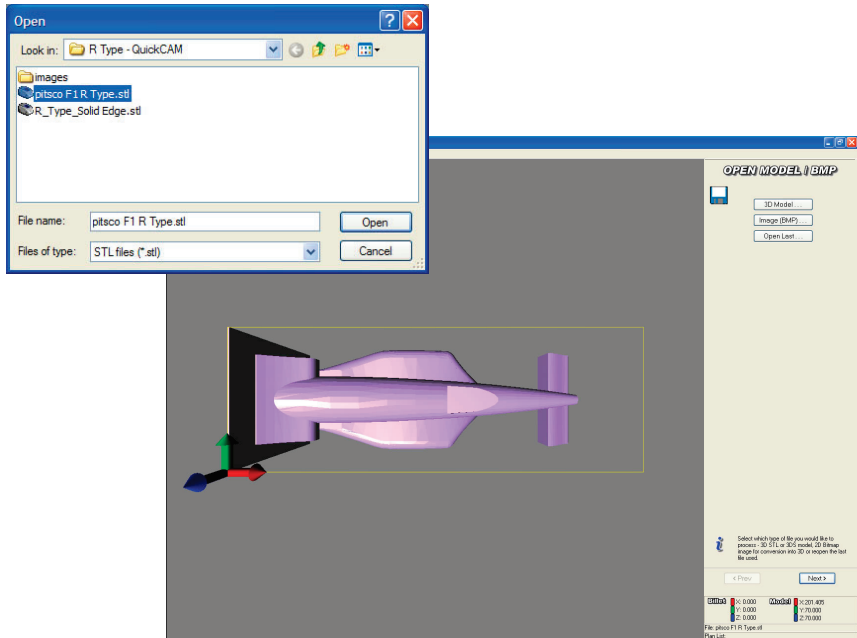 Open
Look in: R Type - QuickCAM
images
pitsco F1 R Type.stl
R_Type_Solid Edge.stl
File name: pitsco F1 R Type.stl Open
Files of type: STL files (*.stl) Cancel
OPEN MODEL / BMP
3D Model ...
Image (BMP) ...
Open Last ...
Select which type of file you would like to
process - 3D STL or 3DS model, 2D Bitmap
image for conversion into 3D or reopen the last
file used.
< Prev Next >
Billet X: 0.000 Model X:201.405
Y: 0.000 Y:70.000
Z: 0.000 Z:70.000
File: pitsco F1 R Type.stl
Plan List: